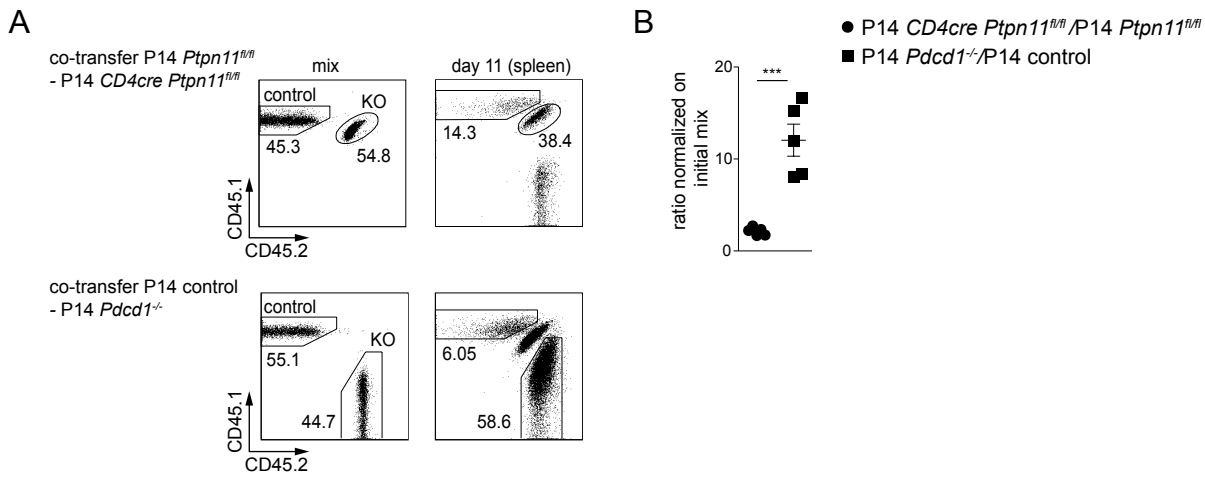 A
co-transfer P14 Ptpn11fl/fl
- P14 CD4cre Ptpn11fl/fl
mix
day 11 (spleen)
control
KO
45.3
54.8
14.3
38.4
CD45.1
CD45.2
co-transfer P14 control
- P14 Pdcd1-/-
control
KO
55.1
44.7
6.05
58.6
CD45.1
CD45.2
B
● P14 CD4cre Ptpn11fl/fl/P14 Ptpn11fl/fl
■ P14 Pdcd1-/-/P14 control
ratio normalized on
initial mix
20
10
0
***